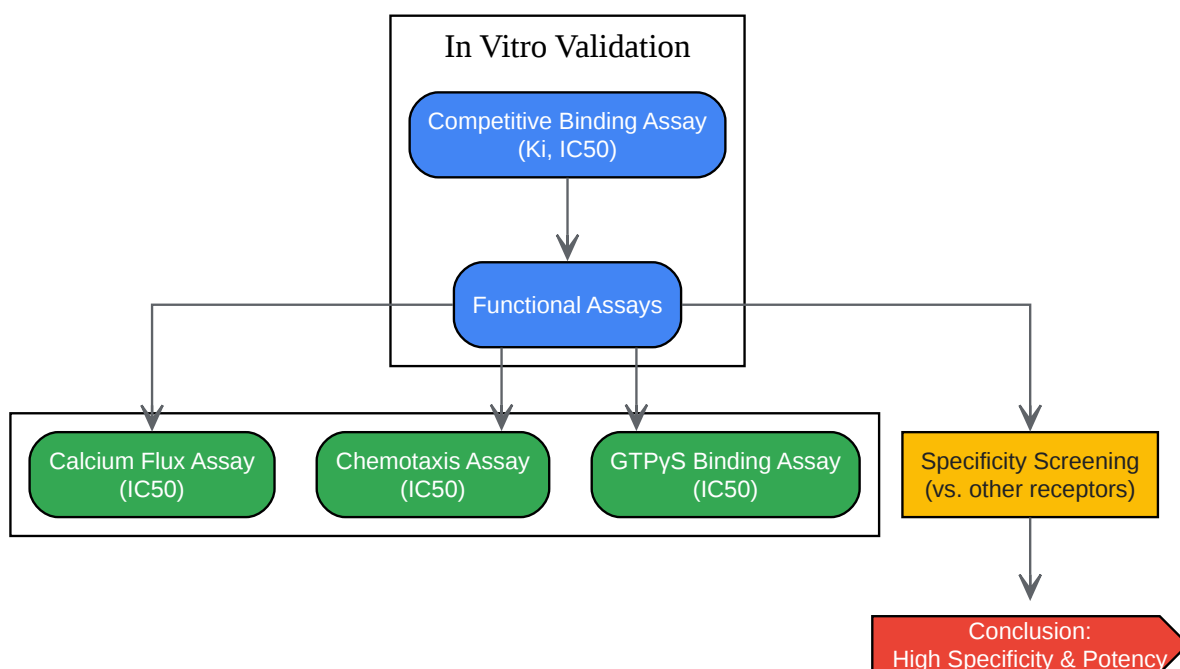 In Vitro Validation
Competitive Binding Assay
(Ki, IC50)
Functional Assays
Calcium Flux Assay
(IC50)
Chemotaxis Assay
(IC50)
GTPγS Binding Assay
(IC50)
Specificity Screening
(vs. other receptors)
Conclusion:
High Specificity & Potency